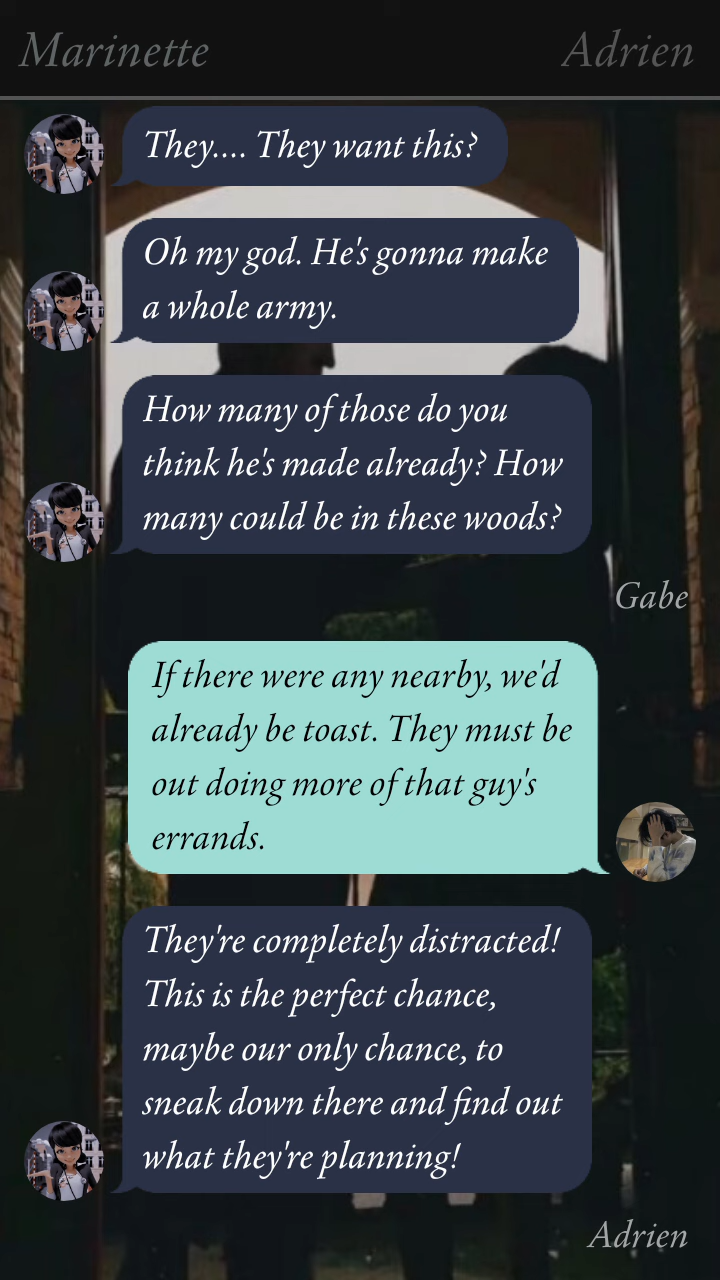 Marinette Adrien
They.... They want this?
Oh my god. He's gonna make
a whole army.
How many of those do you
think he's made already? How
many could be in these woods?
Gabe
If there were any nearby, we'd
already be toast. They must be
out doing more of that guy's
errands.
They're completely distracted!
This is the perfect chance,
maybe our only chance, to
sneak down there and find out
what they're planning!
Adrien